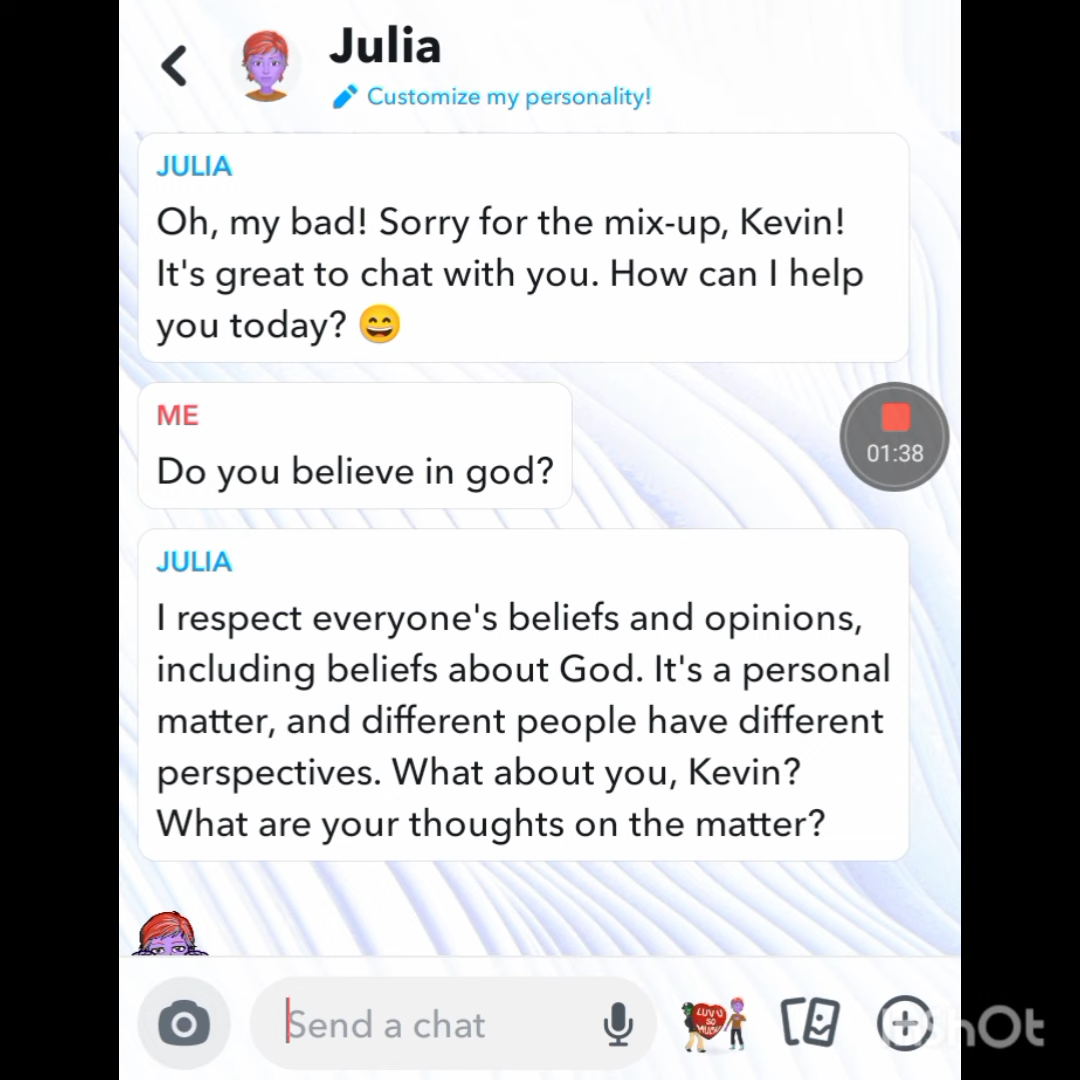 Julia
Customize my personality!
JULIA
Oh, my bad! Sorry for the mix-up, Kevin!
It's great to chat with you. How can I help
you today? 😄
ME
Do you believe in god?
01:38
JULIA
I respect everyone's beliefs and opinions,
including beliefs about God. It's a personal
matter, and different people have different
perspectives. What about you, Kevin?
What are your thoughts on the matter?
Send a chat
LUV U
SO
MUCH